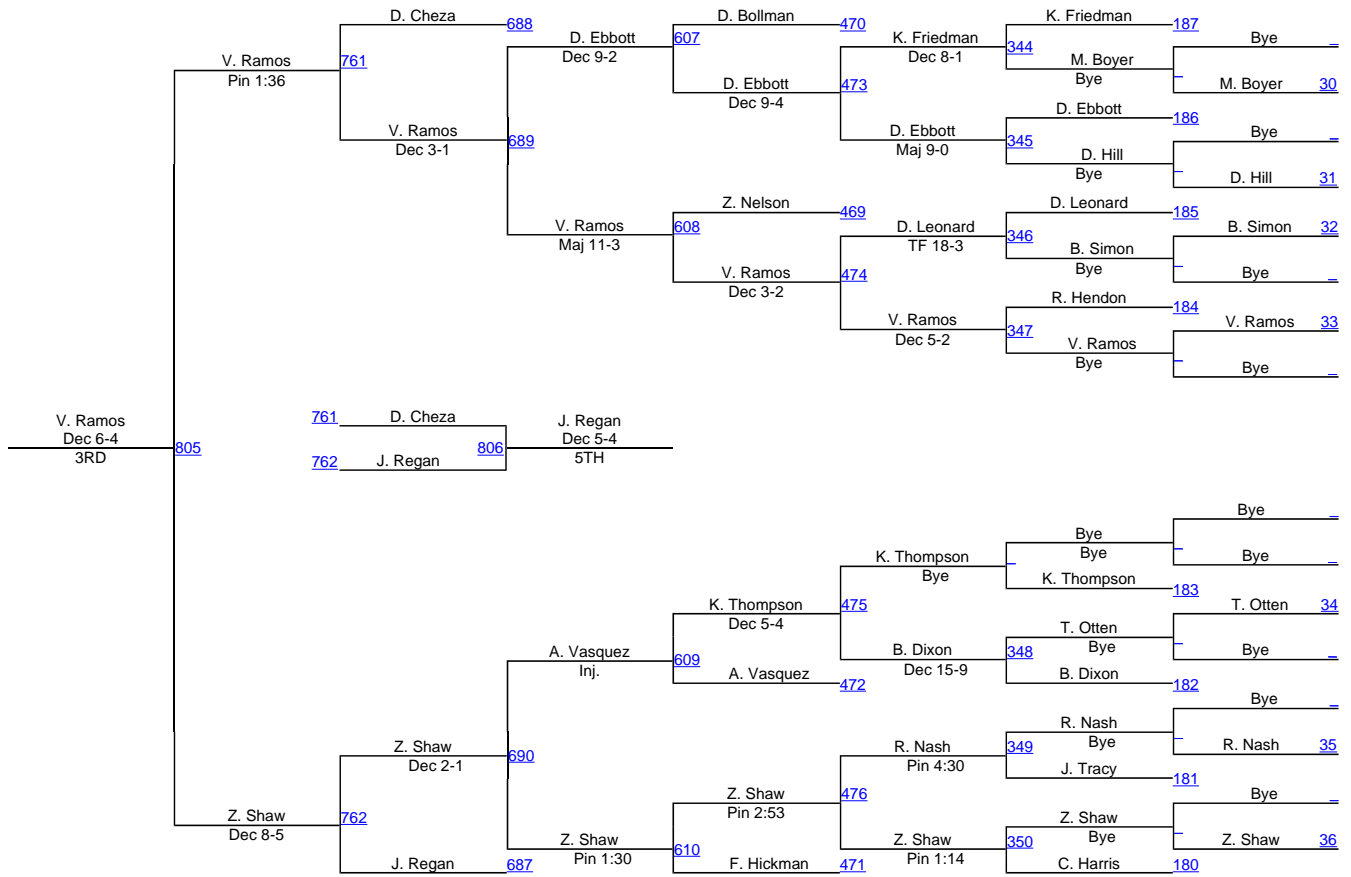 D. Cheza 688
D. Bollman 470
K. Friedman 187
D. Ebbott 607
Dec 9-2
K. Friedman 344
Dec 8-1
Bye _
V. Ramos 761
Pin 1:36
M. Boyer _
Bye
D. Ebbott 473
Dec 9-4
M. Boyer 30
D. Ebbott 186
V. Ramos 689
Dec 3-1
D. Ebbott 345
Maj 9-0
Bye _
D. Hill _
Bye
D. Hill 31
Z. Nelson 469
D. Leonard 185
V. Ramos 608
Maj 11-3
D. Leonard 346
TF 18-3
B. Simon 32
B. Simon _
Bye
V. Ramos 474
Dec 3-2
Bye _
R. Hendon 184
V. Ramos 347
Dec 5-2
V. Ramos 33
V. Ramos _
Bye
Bye _
V. Ramos
Dec 6-4
3RD
805
761 D. Cheza
762 J. Regan
806
J. Regan
Dec 5-4
5TH
Bye _
Bye _
Bye
Bye _
K. Thompson _
Bye
K. Thompson 183
K. Thompson 475
Dec 5-4
T. Otten 34
T. Otten _
Bye
Bye _
A. Vasquez 609
Inj.
B. Dixon 348
Dec 15-9
A. Vasquez 472
B. Dixon 182
Bye _
R. Nash _
Bye
Z. Shaw 690
Dec 2-1
R. Nash 349
Pin 4:30
R. Nash 35
J. Tracy 181
Z. Shaw 476
Pin 2:53
Bye _
Z. Shaw 762
Dec 8-5
Z. Shaw _
Bye
Z. Shaw 610
Pin 1:30
Z. Shaw 350
Pin 1:14
Z. Shaw 36
J. Regan 687
F. Hickman 471
C. Harris 180